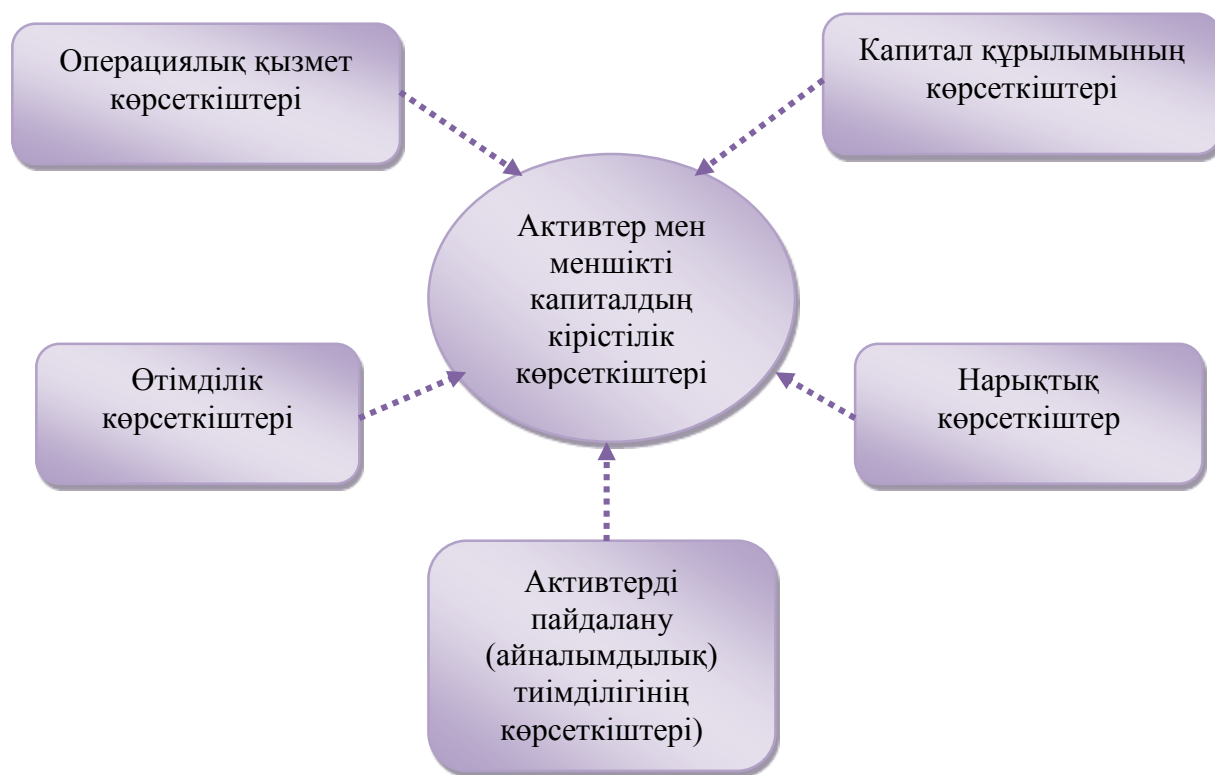 Операциялық қызмет
көрсеткіштері
Капитал құрылымының
көрсеткіштері
Активтер мен
меншікті
капиталдың
кірістілік
көрсеткіштері
Өтімділік
көрсеткіштері
Нарықтық
көрсеткіштер
Активтерді
пайдалану
(айналымдылық)
тиімділігінің
көрсеткіштері)